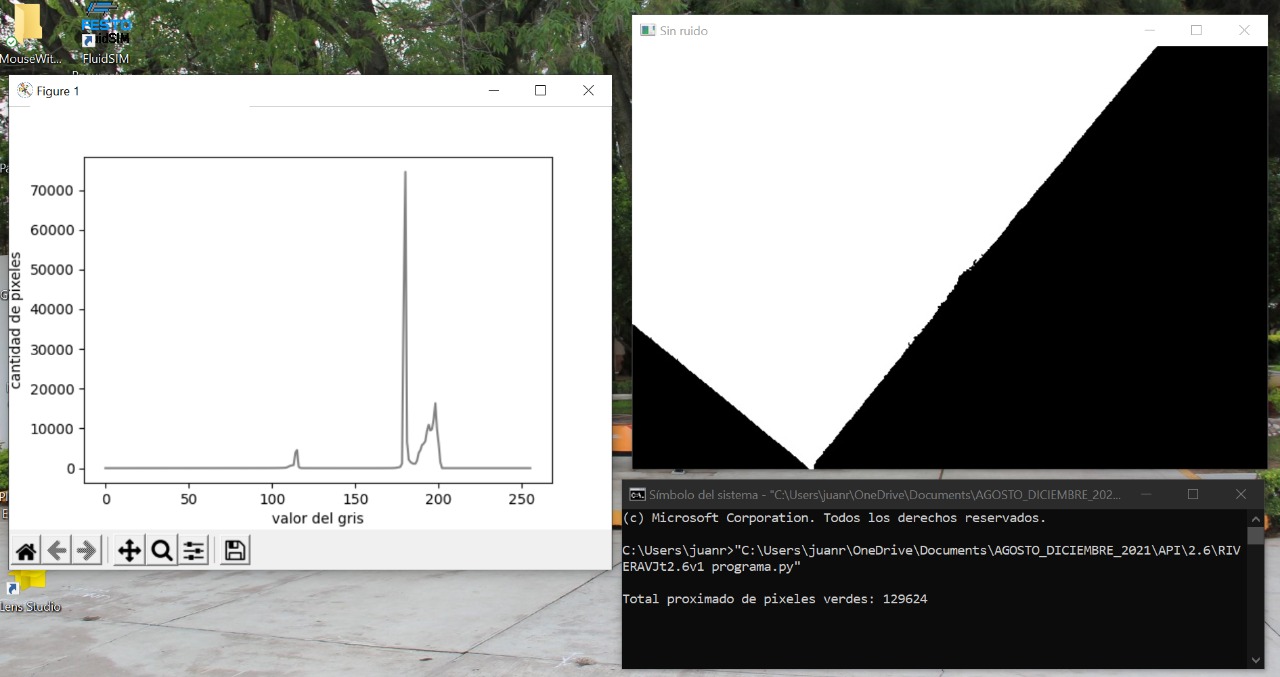 MouseWit...
FESTO
FluidSIM
Figure 1
70000
60000
50000
40000
30000
20000
10000
0
cantidad de pixeles
0 50 100 150 200 250
valor del gris
Lens Studio
Sin ruido
Símbolo del sistema - "C:\Users\juanr\OneDrive\Documents\AGOSTO_DICIEMBRE_202...
(c) Microsoft Corporation. Todos los derechos reservados.
C:\Users\juanr>"C:\Users\juanr\OneDrive\Documents\AGOSTO_DICIEMBRE_2021\API\2.6\RIV
ERAVJt2.6v1 programa.py"
Total proximado de pixeles verdes: 129624